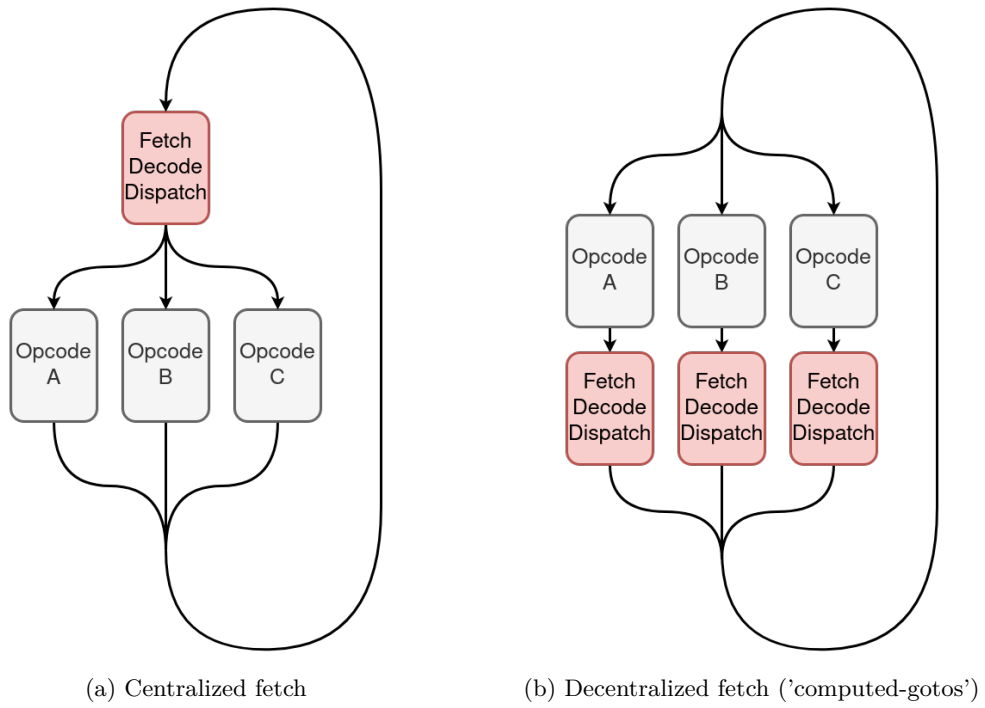 Fetch
Decode
Dispatch
Opcode
A
Opcode
B
Opcode
C
(a) Centralized fetch
Opcode
A
Opcode
B
Opcode
C
Fetch
Decode
Dispatch
Fetch
Decode
Dispatch
Fetch
Decode
Dispatch
(b) Decentralized fetch ('computed-gotos')